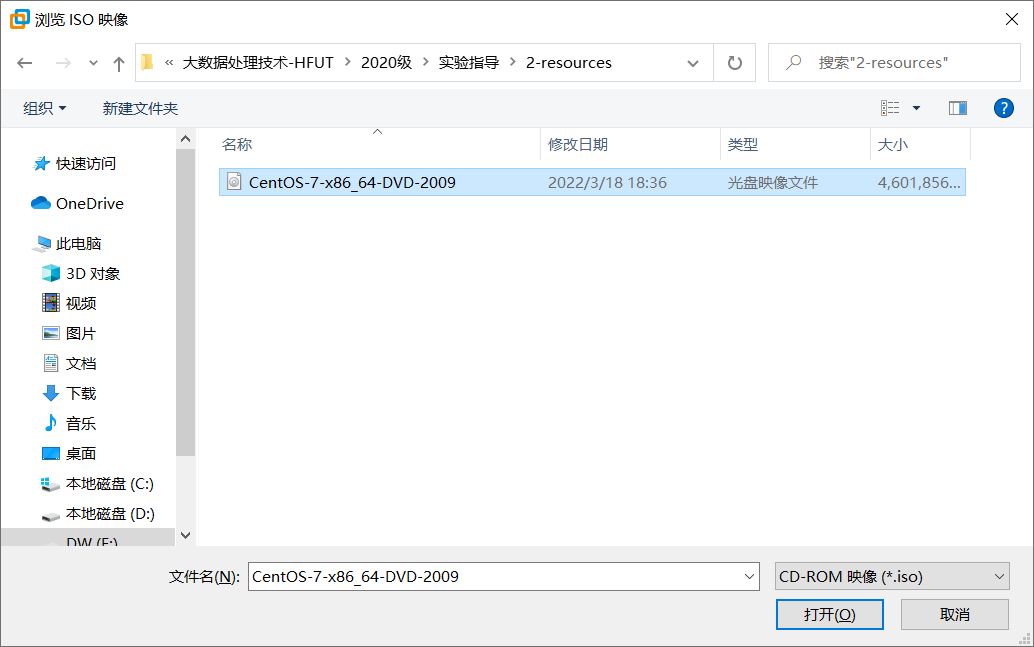 浏览 ISO 映像
« 大数据处理技术-HFUT › 2020级 › 实验指导 › 2-resources
搜索"2-resources"
组织 新建文件夹
名称 修改日期 类型 大小
CentOS-7-x86_64-DVD-2009 2022/3/18 18:36 光盘映像文件 4,601,856...
快速访问
OneDrive
此电脑
3D 对象
视频
图片
文档
下载
音乐
桌面
本地磁盘 (C:)
本地磁盘 (D:)
DW (F:)
文件名(N): CentOS-7-x86_64-DVD-2009 CD-ROM 映像 (*.iso)
打开(O) 取消